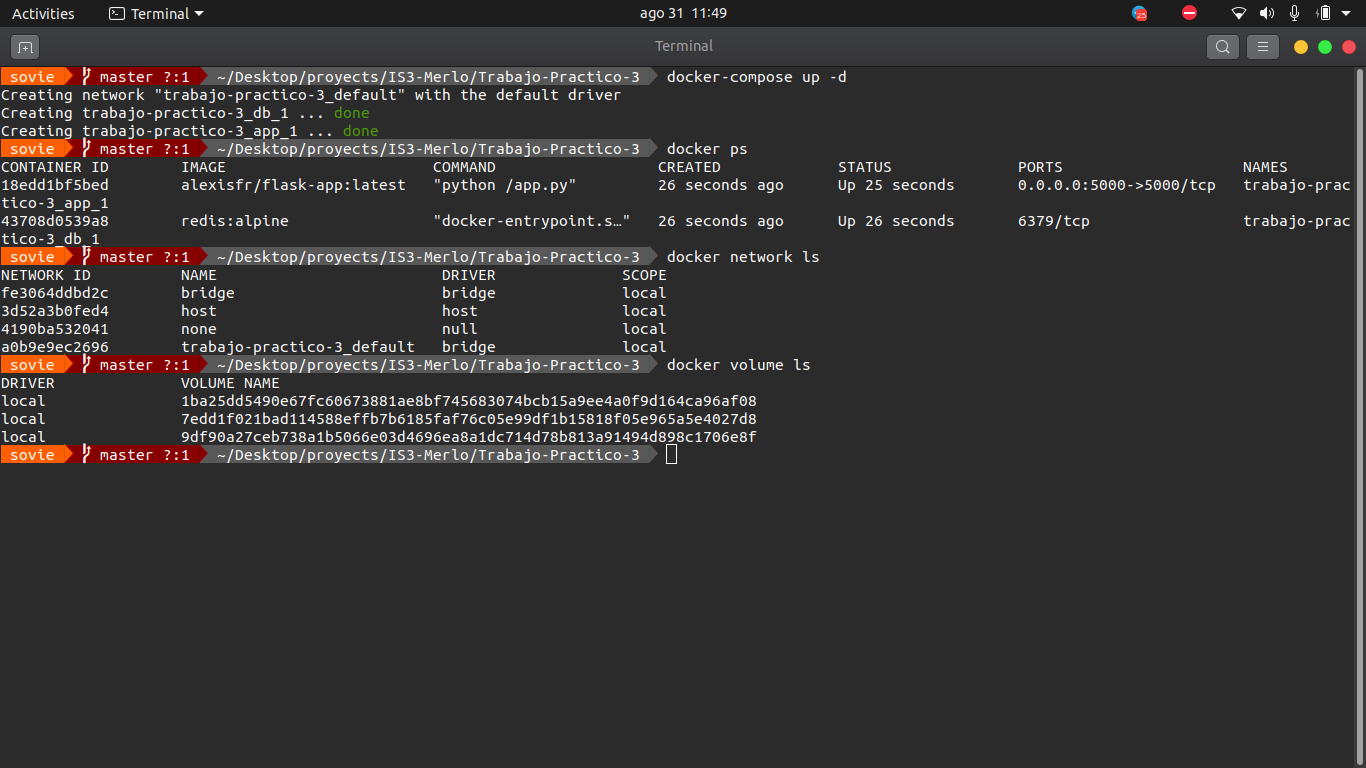 Activities Terminal ago 31 11:49 25
Terminal
sovie master ?:1 ~/Desktop/proyects/IS3-Merlo/Trabajo-Practico-3 docker-compose up -d
Creating network "trabajo-practico-3_default" with the default driver
Creating trabajo-practico-3_db_1 ... done
Creating trabajo-practico-3_app_1 ... done
sovie master ?:1 ~/Desktop/proyects/IS3-Merlo/Trabajo-Practico-3 docker ps
CONTAINER ID IMAGE COMMAND CREATED STATUS PORTS NAMES
18edd1bf5bed alexisfr/flask-app:latest "python /app.py" 26 seconds ago Up 25 seconds 0.0.0.0:5000->5000/tcp trabajo-prac
tico-3_app_1
43708d0539a8 redis:alpine "docker-entrypoint.s…" 26 seconds ago Up 26 seconds 6379/tcp trabajo-prac
tico-3_db_1
sovie master ?:1 ~/Desktop/proyects/IS3-Merlo/Trabajo-Practico-3 docker network ls
NETWORK ID NAME DRIVER SCOPE
fe3064ddbd2c bridge bridge local
3d52a3b0fed4 host host local
4190ba532041 none null local
a0b9e9ec2696 trabajo-practico-3_default bridge local
sovie master ?:1 ~/Desktop/proyects/IS3-Merlo/Trabajo-Practico-3 docker volume ls
DRIVER VOLUME NAME
local 1ba25dd5490e67fc60673881ae8bf745683074bcb15a9ee4a0f9d164ca96af08
local 7edd1f021bad114588effb7b6185faf76c05e99df1b15818f05e965a5e4027d8
local 9df90a27ceb738a1b5066e03d4696ea8a1dc714d78b813a91494d898c1706e8f
sovie master ?:1 ~/Desktop/proyects/IS3-Merlo/Trabajo-Practico-3